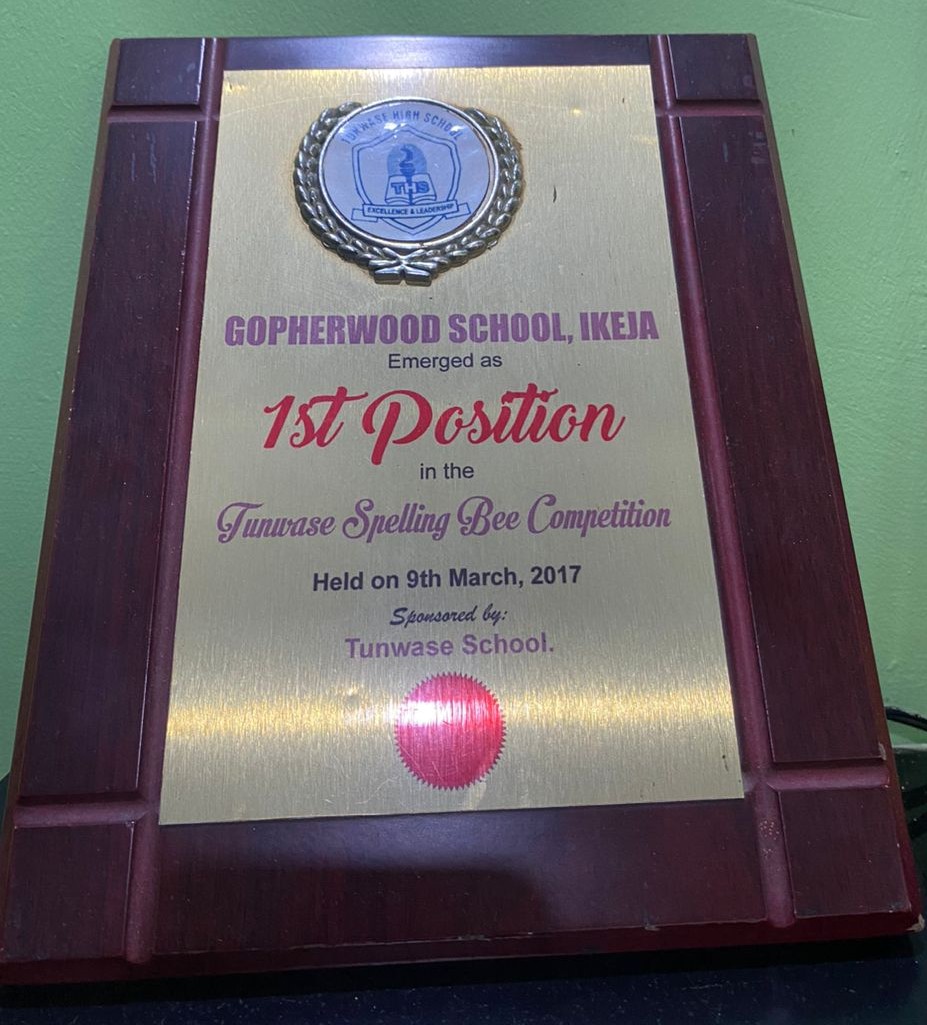 TUNWASE HIGH SCHOOL
THS
EXCELLENCE & LEADERSHIP
GOPHERWOOD SCHOOL, IKEJA
Emerged as
1st Position
in the
Tunwase Spelling Bee Competition
Held on 9th March, 2017
Sponsored by:
Tunwase School.